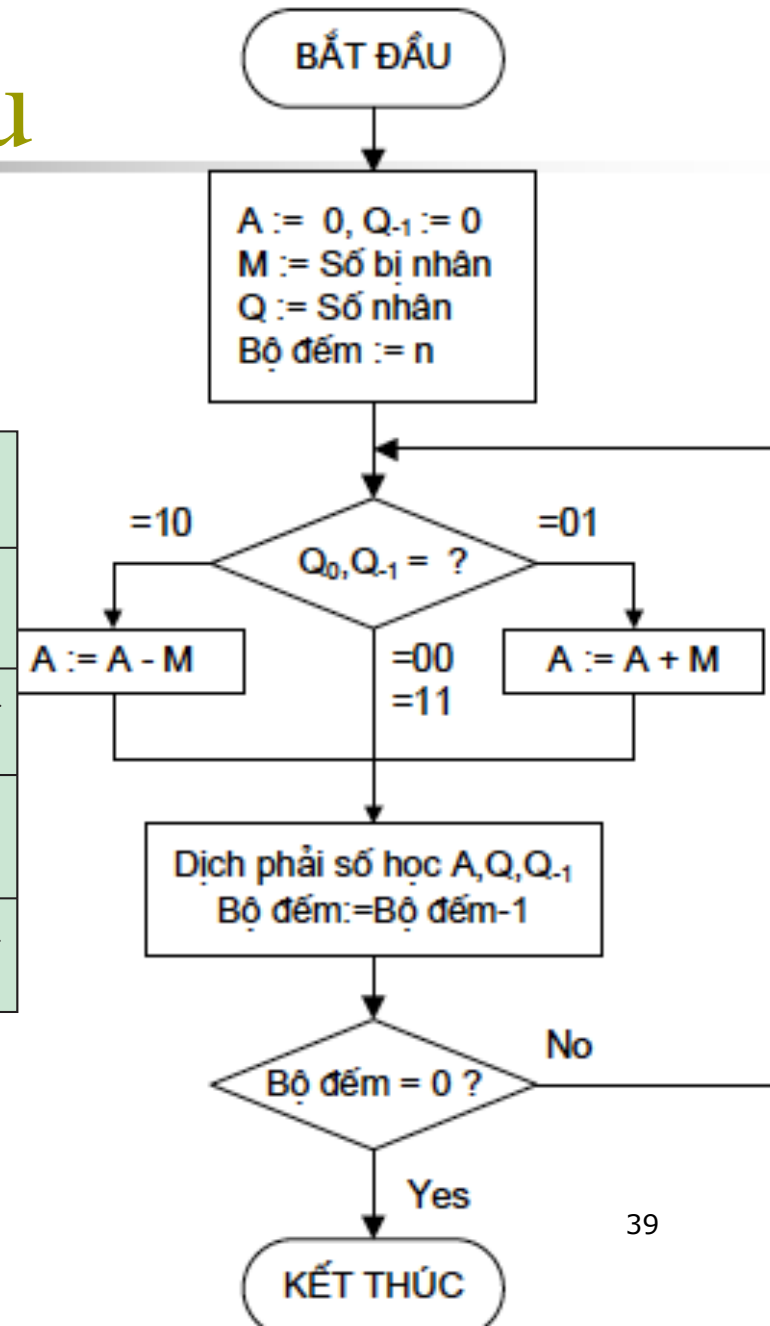 u
BẮT ĐẦU
A := 0, Q₋₁ := 0
M := Số bị nhân
Q := Số nhân
Bộ đếm := n
=10
Q₀,Q₋₁ = ?
=01
A := A - M
=00
=11
A := A + M
Dịch phải số học A,Q,Q₋₁
Bộ đếm:=Bộ đếm-1
Bộ đếm = 0 ?
No
Yes
39
KẾT THÚC